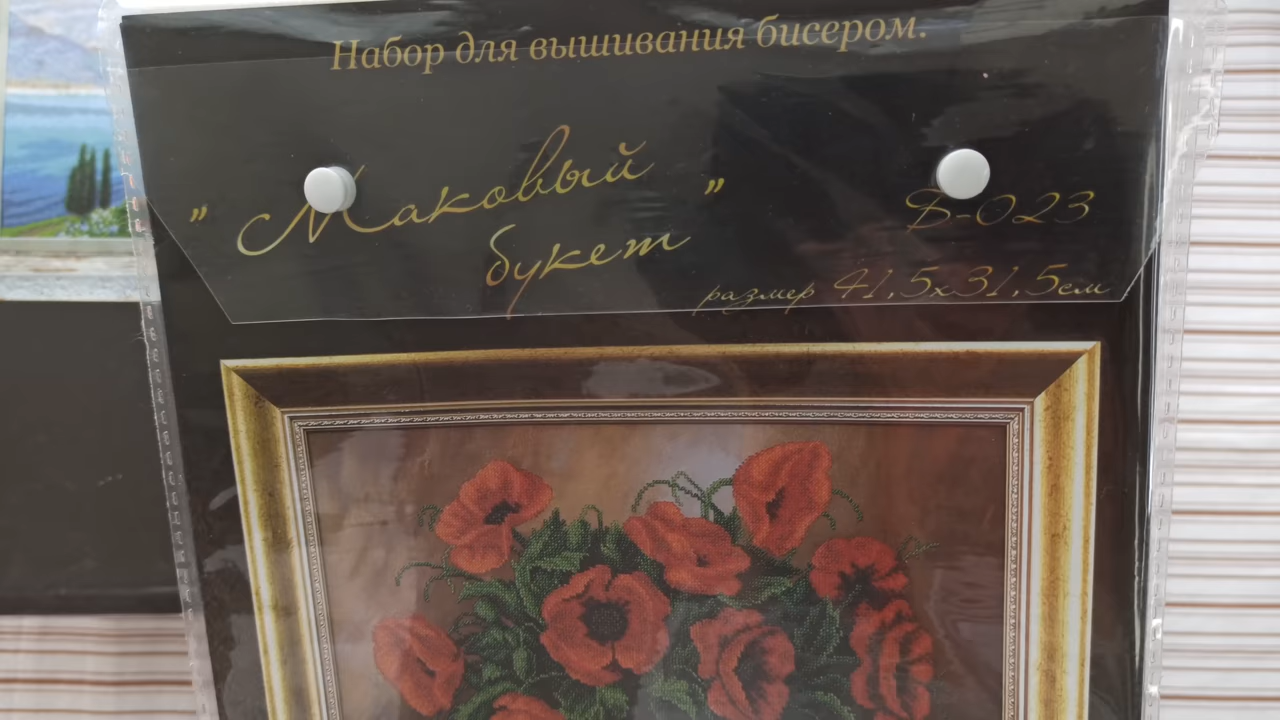 Набор для вышивания бисером.
" Маковый "
букет
Б-023
размер 41,5х31,5см